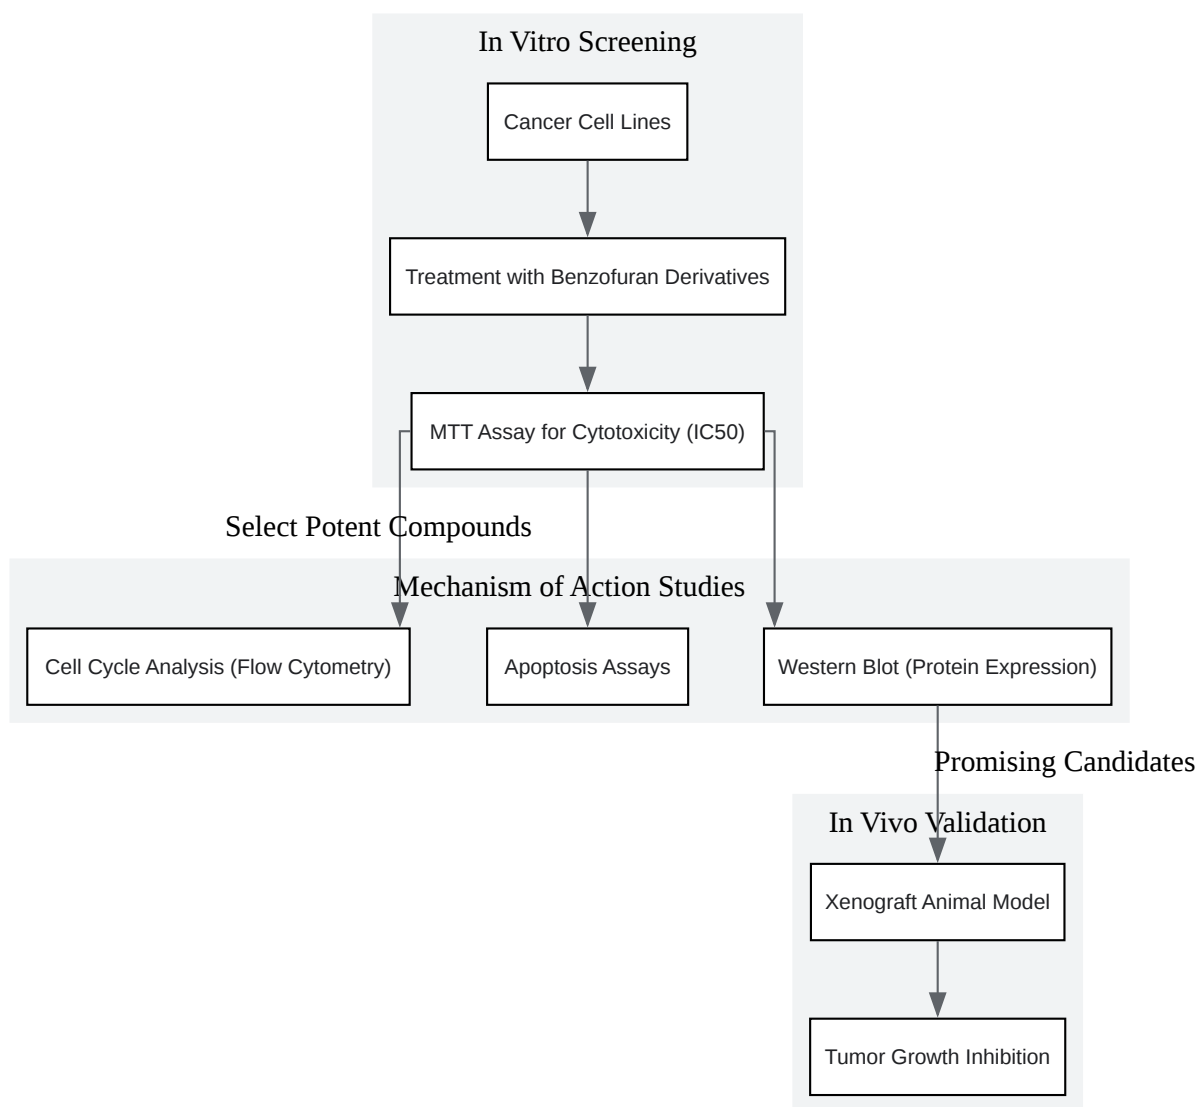 In Vitro Screening
Cancer Cell Lines
Treatment with Benzofuran Derivatives
MTT Assay for Cytotoxicity (IC50)
Select Potent Compounds
Mechanism of Action Studies
Cell Cycle Analysis (Flow Cytometry)
Apoptosis Assays
Western Blot (Protein Expression)
Promising Candidates
In Vivo Validation
Xenograft Animal Model
Tumor Growth Inhibition